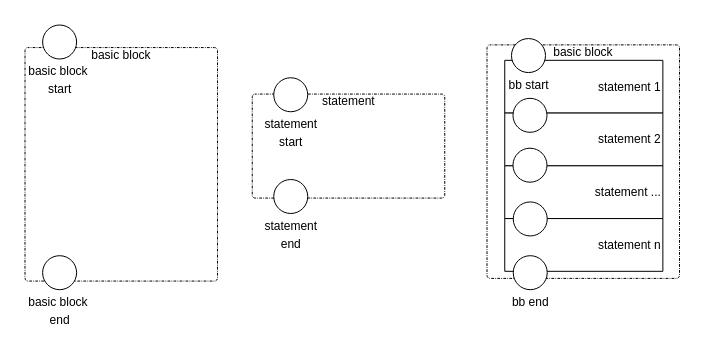 basic block
basic block
start
basic block
end
statement
statement
start
statement
end
basic block
bb start
statement 1
statement 2
statement ...
statement n
bb end